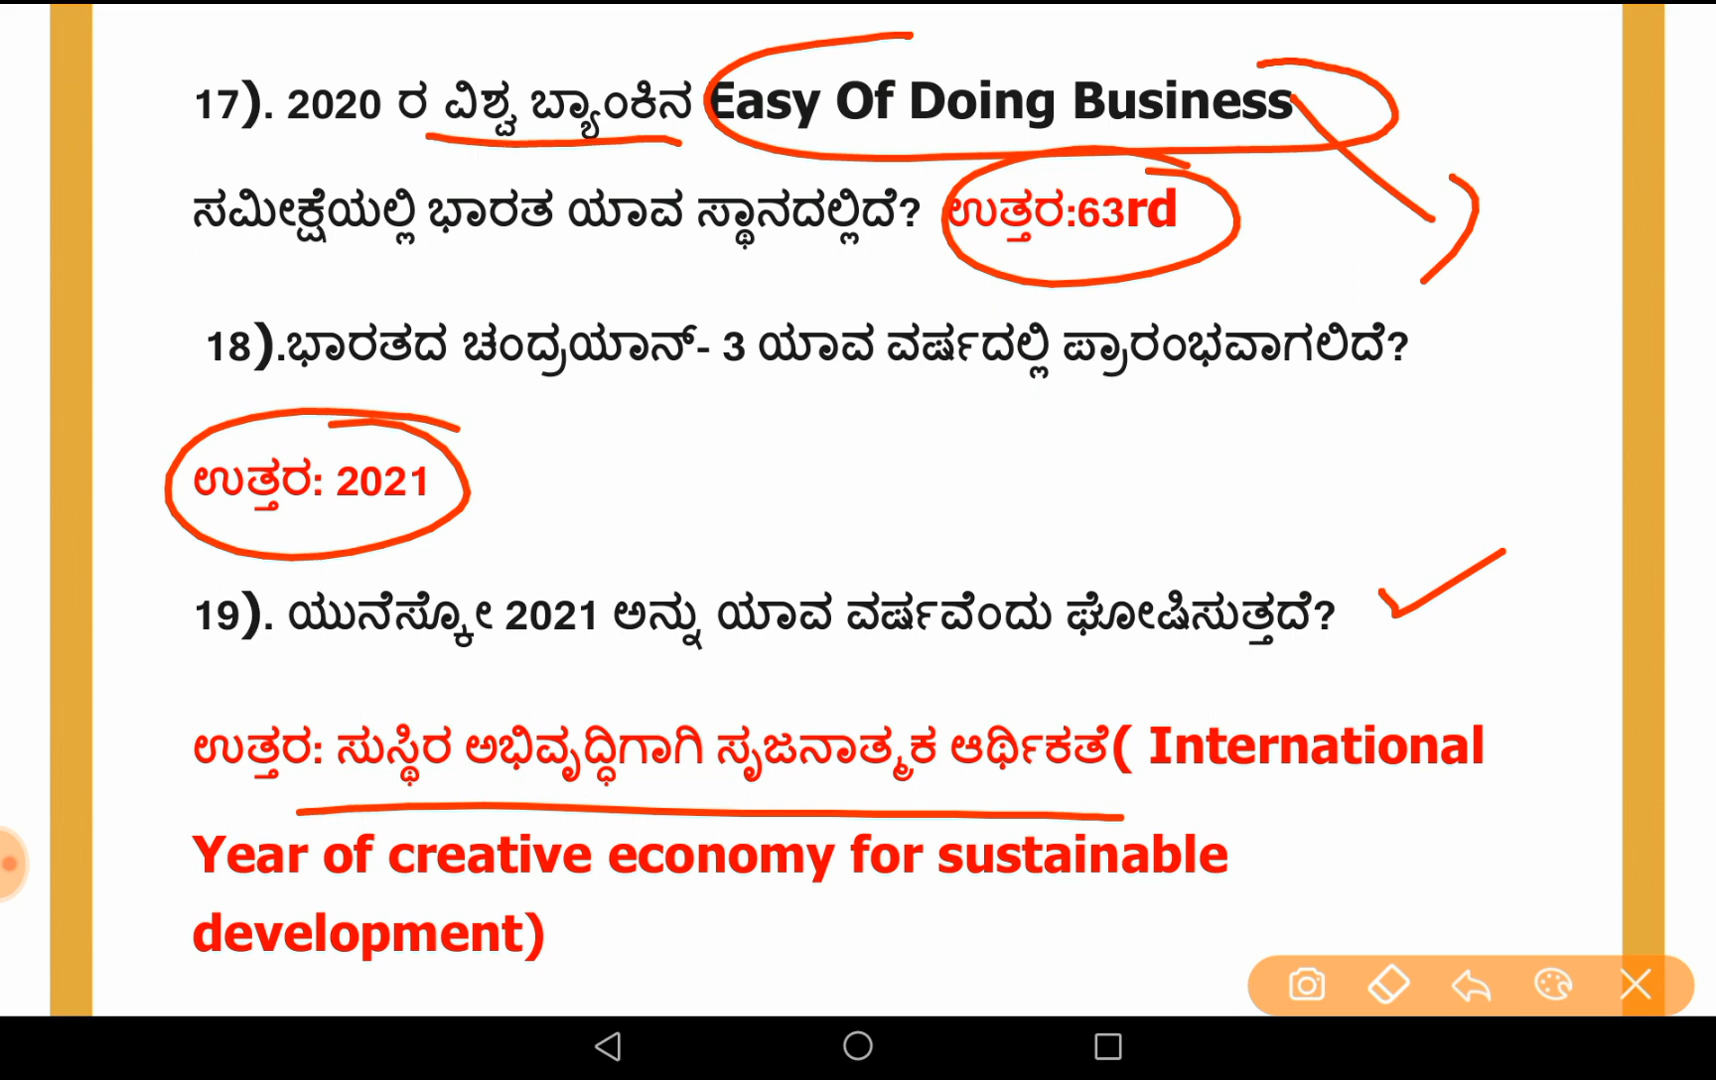 17). 2020 ರ ವಿಶ್ವ ಬ್ಯಾಂಕಿನ Easy Of Doing Business
ಸಮೀಕ್ಷೆಯಲ್ಲಿ ಭಾರತ ಯಾವ ಸ್ಥಾನದಲ್ಲಿದೆ? ಉತ್ತರ:63rd
18).ಭಾರತದ ಚಂದ್ರಯಾನ್- 3 ಯಾವ ವರ್ಷದಲ್ಲಿ ಪ್ರಾರಂಭವಾಗಲಿದೆ?
ಉತ್ತರ: 2021
19). ಯುನೆಸ್ಕೋ 2021 ಅನ್ನು ಯಾವ ವರ್ಷವೆಂದು ಘೋಷಿಸುತ್ತದೆ?
ಉತ್ತರ: ಸುಸ್ಥಿರ ಅಭಿವೃದ್ಧಿಗಾಗಿ ಸೃಜನಾತ್ಮಕ ಆರ್ಥಿಕತೆ( International
Year of creative economy for sustainable
development)